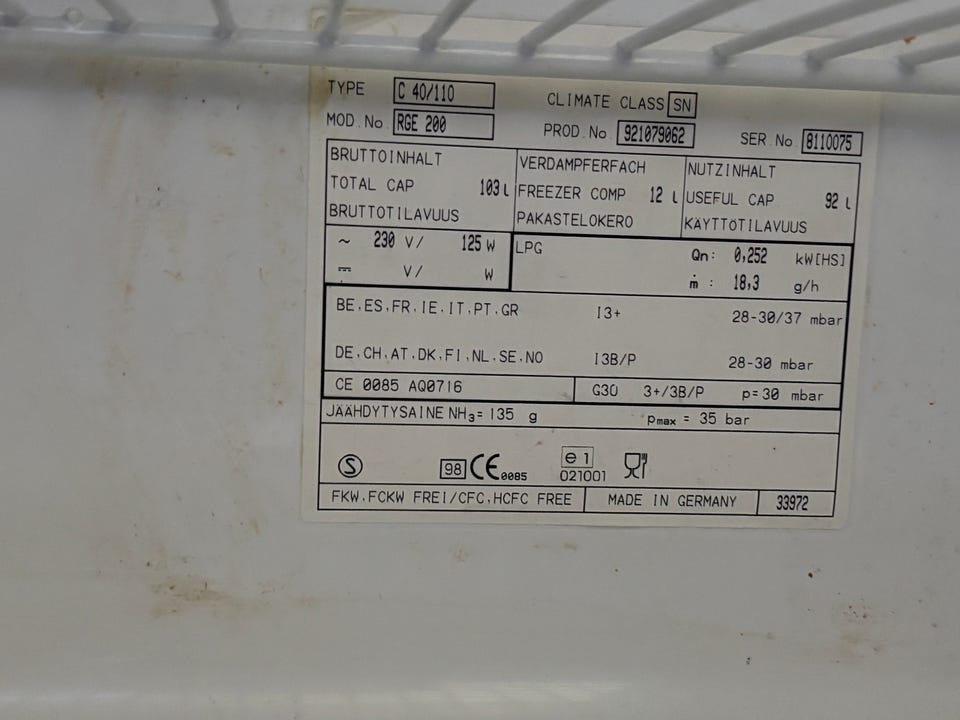 TYPE C 40/110 CLIMATE CLASS SN
MOD.No. RGE 200 PROD.No. 921079062 SER.No. 8110075
BRUTTOINHALT VERDAMPFERFACH NUTZINHALT
TOTAL CAP 103 l FREEZER COMP 12 l USEFUL CAP 92 l
BRUTTOTILAVUUS PAKASTELOKERO KÄYTTÖTILAVUUS
~ 230 V/ 125 W LPG Qn: 0,252 kW[HS]
⎓ V/ W ṁ : 18,3 g/h
BE,ES,FR,IE,IT,PT,GR I3+ 28-30/37 mbar
DE,CH,AT,DK,FI,NL,SE,NO I3B/P 28-30 mbar
CE 0085 AQ0716 G30 3+/3B/P p=30 mbar
JÄÄHDYTYSAINE NH₃= 135 g pmax = 35 bar
S 98 CE 0085 e1 021001
FKW,FCKW FREI/CFC,HCFC FREE MADE IN GERMANY 33972